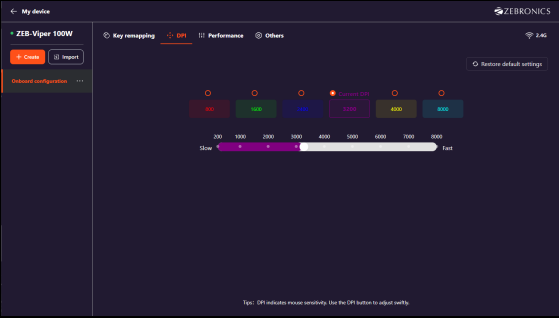 ← My device
ZEBRONICS
ZEB-Viper 100W
Key remapping
DPI
Performance
Others
2.4G
+ Create
Import
Restore default settings
Onboard configuration ...
Current DPI
800
1600
4000
8000
200 1000 2000 3000 4000 5000 6000 7000 8000
Slow
Fast
Tips: DPI indicates mouse sensitivity. Use the DPI button to adjust swiftly.